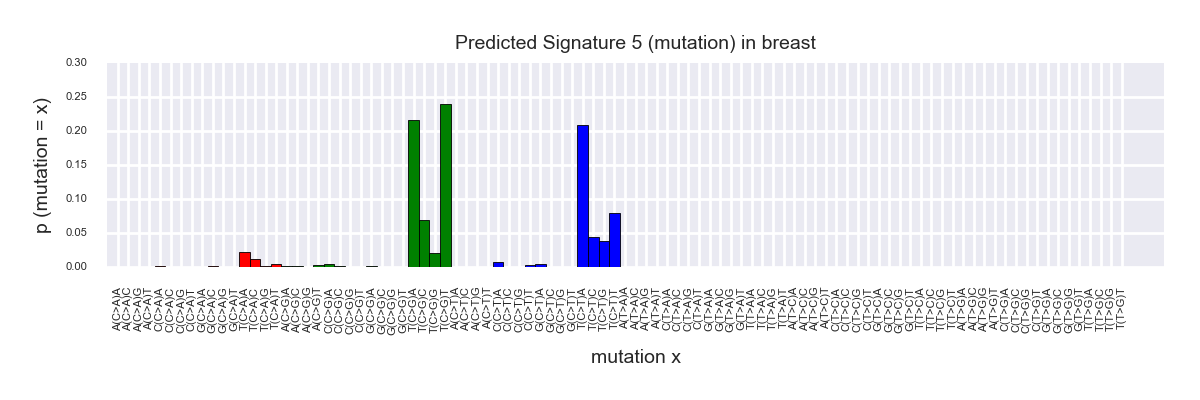 Predicted Signature 5 (mutation) in breast
p (mutation = x)
0.30
0.25
0.20
0.15
0.10
0.05
0.00
A(C>A)A
A(C>A)C
A(C>A)G
A(C>A)T
C(C>A)A
C(C>A)C
C(C>A)G
C(C>A)T
G(C>A)A
G(C>A)C
G(C>A)G
G(C>A)T
T(C>A)A
T(C>A)C
T(C>A)G
T(C>A)T
A(C>G)A
A(C>G)C
A(C>G)G
A(C>G)T
C(C>G)A
C(C>G)C
C(C>G)G
C(C>G)T
G(C>G)A
G(C>G)C
G(C>G)G
G(C>G)T
T(C>G)A
T(C>G)C
T(C>G)G
T(C>G)T
A(C>T)A
A(C>T)C
A(C>T)G
A(C>T)T
C(C>T)A
C(C>T)C
C(C>T)G
C(C>T)T
G(C>T)A
G(C>T)C
G(C>T)G
G(C>T)T
T(C>T)A
T(C>T)C
T(C>T)G
T(C>T)T
A(T>A)A
A(T>A)C
A(T>A)G
A(T>A)T
C(T>A)A
C(T>A)C
C(T>A)G
C(T>A)T
G(T>A)A
G(T>A)C
G(T>A)G
G(T>A)T
T(T>A)A
T(T>A)C
T(T>A)G
T(T>A)T
A(T>C)A
A(T>C)C
A(T>C)G
A(T>C)T
C(T>C)A
C(T>C)C
C(T>C)G
C(T>C)T
G(T>C)A
G(T>C)C
G(T>C)G
G(T>C)T
T(T>C)A
T(T>C)C
T(T>C)G
T(T>C)T
A(T>G)A
A(T>G)C
A(T>G)G
A(T>G)T
C(T>G)A
C(T>G)C
C(T>G)G
C(T>G)T
G(T>G)A
G(T>G)C
G(T>G)G
G(T>G)T
T(T>G)A
T(T>G)C
T(T>G)G
T(T>G)T
mutation x